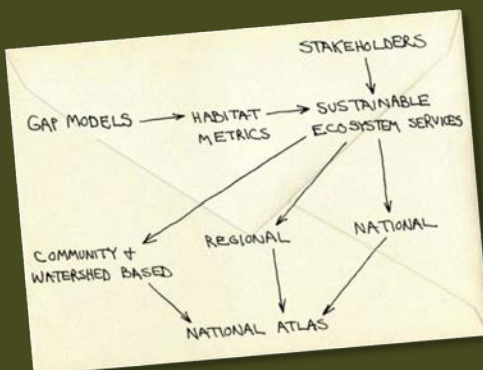 STAKEHOLDERS
GAP MODELS
HABITAT
METRICS
SUSTAINABLE
ECOSYSTEM SERVICES
COMMUNITY &
WATERSHED BASED
REGIONAL
NATIONAL
NATIONAL ATLAS